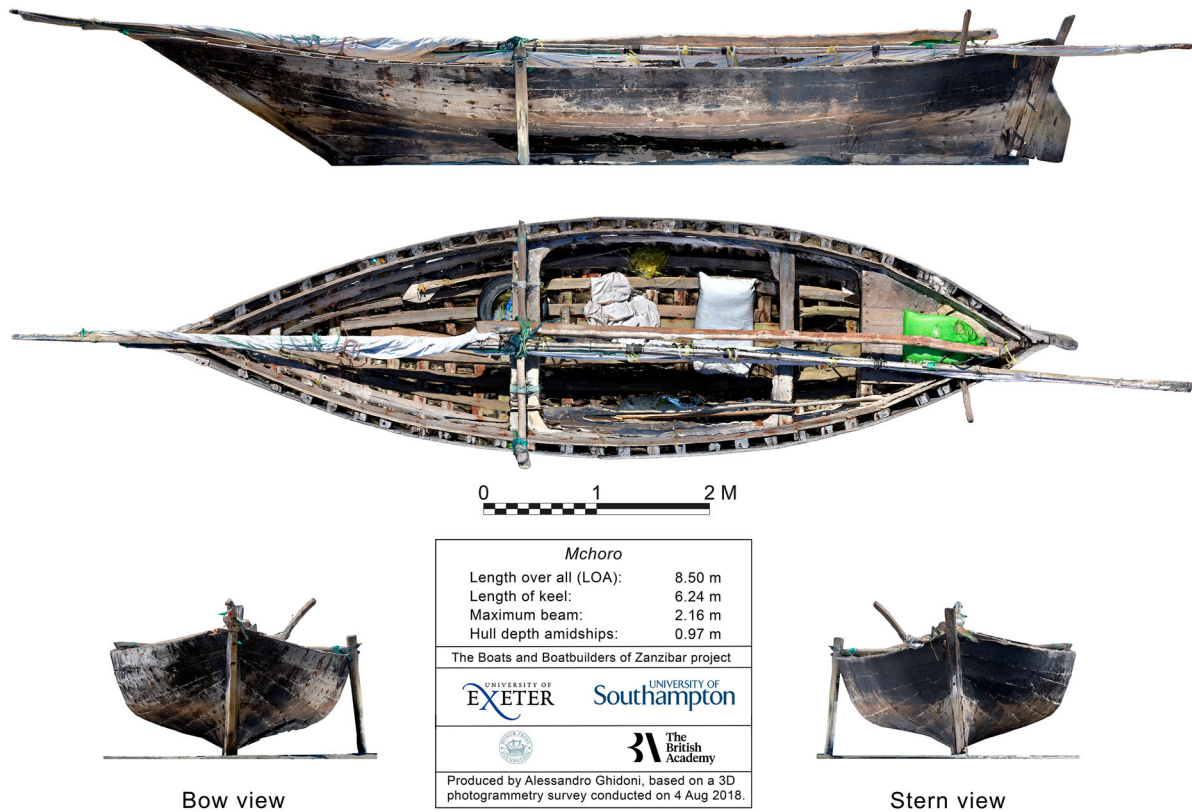 0 1 2 M
Mchoro
Length over all (LOA): 8.50 m
Length of keel: 6.24 m
Maximum beam: 2.16 m
Hull depth amidships: 0.97 m
The Boats and Boatbuilders of Zanzibar project
UNIVERSITY OF
EXETER
UNIVERSITY OF
Southampton
The
British
Academy
Produced by Alessandro Ghidoni, based on a 3D
photogrammetry survey conducted on 4 Aug 2018.
Bow view
Stern view